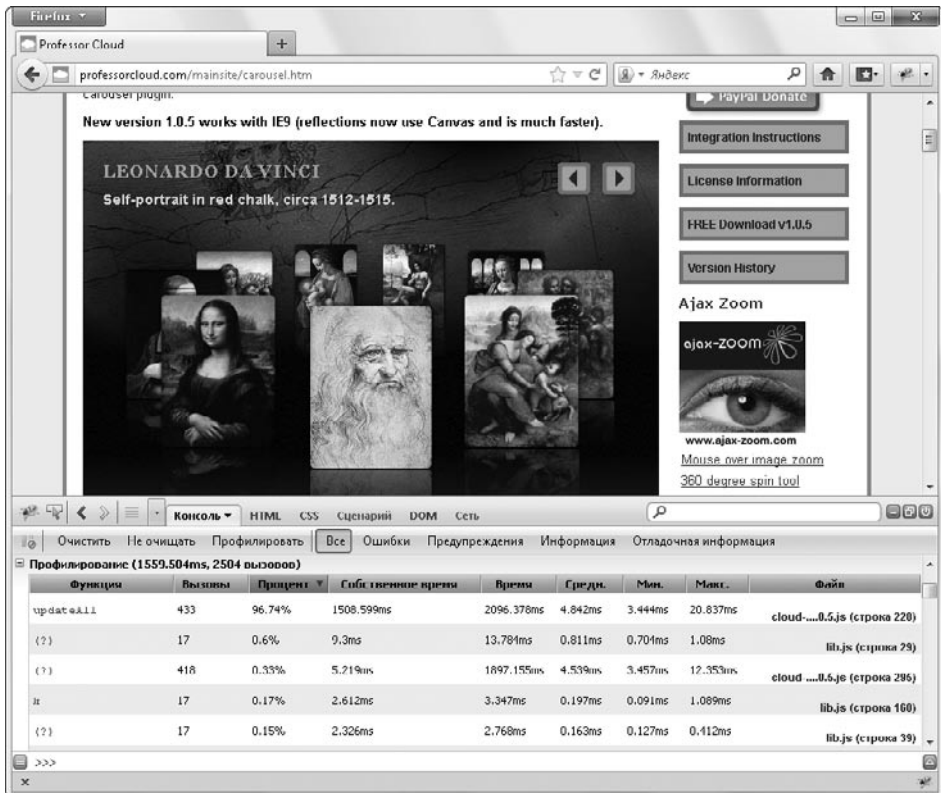 Firefox
Professor Cloud
professorcloud.com/mainsite/carousel.htm
Яндекс
carousel plugin.
New version 1.0.5 works with IE9 (reflections now use Canvas and is much faster).
LEONARDO DA VINCI
Self-portrait in red chalk, circa 1512-1515.
PayPal Donate
Integration Instructions
License Information
FREE Download v1.0.5
Version History
Ajax Zoom
ajax-zoom
www.ajax-zoom.com
Mouse over image zoom
360 degree spin tool
Консоль HTML CSS Сценарий DOM Сеть
Очистить Не очищать Профилировать Все Ошибки Предупреждения Информация Отладочная информация
Профилирование (1559.504ms, 2504 вызовов)
Функция Вызовы Процент Собственное время Время Средн. Мин. Макс. Файл
updateAll 433 96.74% 1508.599ms 2096.378ms 4.842ms 3.444ms 20.837ms cloud-....0.5.js (строка 220)
(?) 17 0.6% 9.3ms 13.784ms 0.811ms 0.704ms 1.08ms lib.js (строка 29)
(?) 418 0.33% 5.219ms 1897.155ms 4.539ms 3.457ms 12.353ms (строка 296)
17 0.17% 2.612ms 3.347ms 0.197ms 0.091ms 1.089ms lib.js (строка 160)
(?) 17 0.15% 2.326ms 2.768ms 0.163ms 0.127ms 0.412ms lib.js (строка 39)
>>>